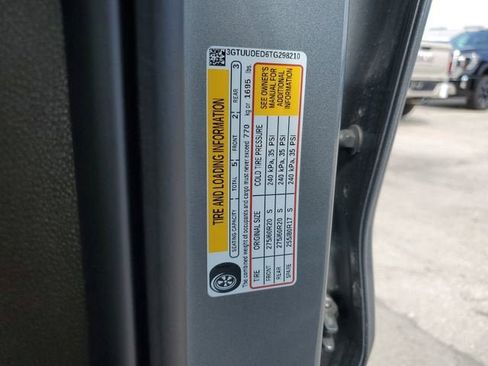 3GTUUDED6TG298210
TIRE AND LOADING INFORMATION
SEATING CAPACITY TOTAL 5 FRONT 2 REAR 3
The combined weight of occupants and cargo must never exceed 770 kg or 1695 lbs.
TIRE ORIGINAL SIZE COLD TIRE PRESSURE
FRONT 275/60R20 S 240 kPa, 35 PSI
REAR 275/60R20 S 240 kPa, 35 PSI
SPARE 255/80R17 S 240 kPa, 35 PSI
SEE OWNER'S
MANUAL FOR
ADDITIONAL
INFORMATION